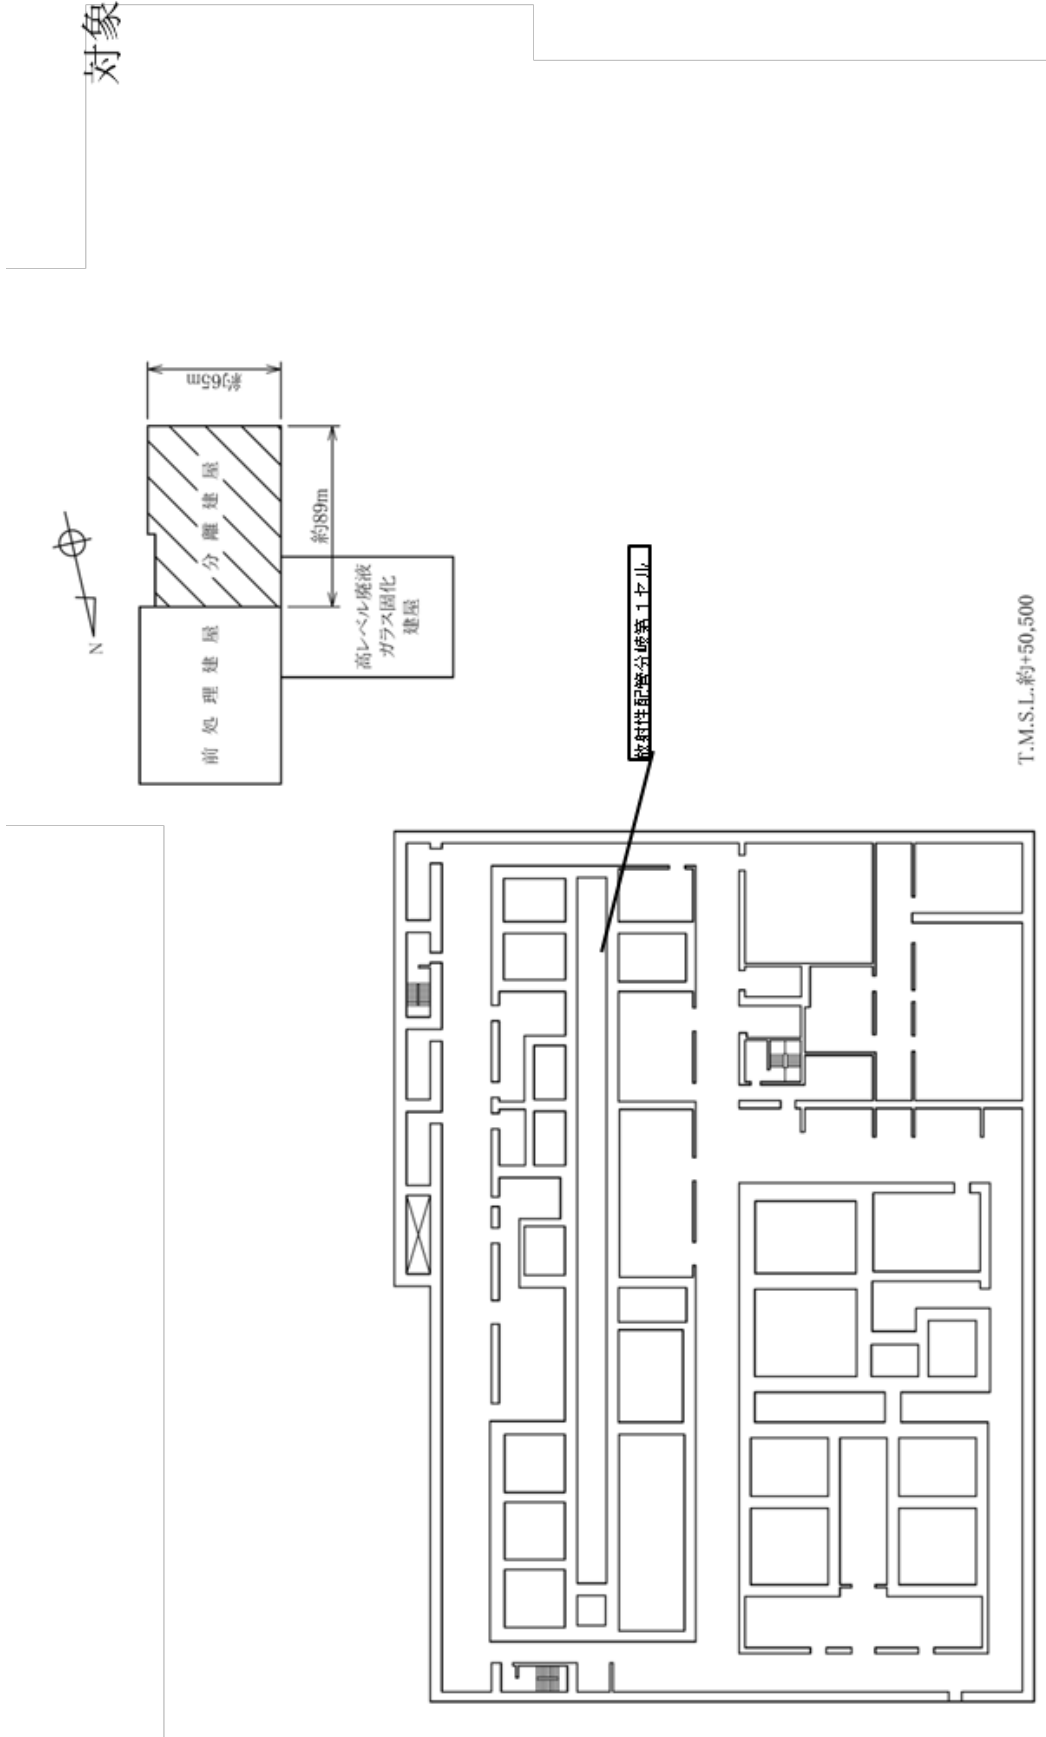 対象
約65m
分離建屋
約89m
N
前処理建屋
高レベル廃液
ガラス固化
建屋
放射性配管分岐第1セル
T.M.S.L.約+50,500